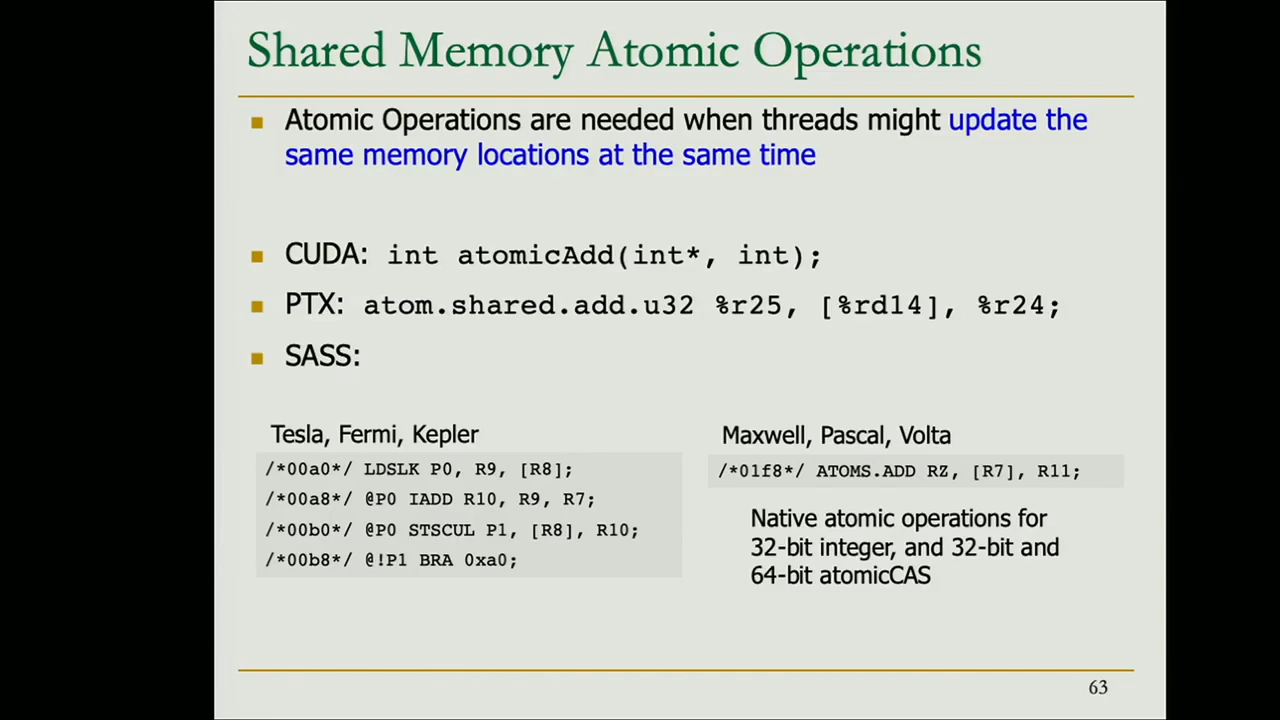 Shared Memory Atomic Operations
Atomic Operations are needed when threads might update the
same memory locations at the same time
CUDA: int atomicAdd(int*, int);
PTX: atom.shared.add.u32 %r25, [%rd14], %r24;
SASS:
Tesla, Fermi, Kepler
/*00a0*/ LDSLK P0, R9, [R8];
/*00a8*/ @P0 IADD R10, R9, R7;
/*00b0*/ @P0 STSCUL P1, [R8], R10;
/*00b8*/ @!P1 BRA 0xa0;
Maxwell, Pascal, Volta
/*01f8*/ ATOMS.ADD RZ, [R7], R11;
Native atomic operations for
32-bit integer, and 32-bit and
64-bit atomicCAS
63